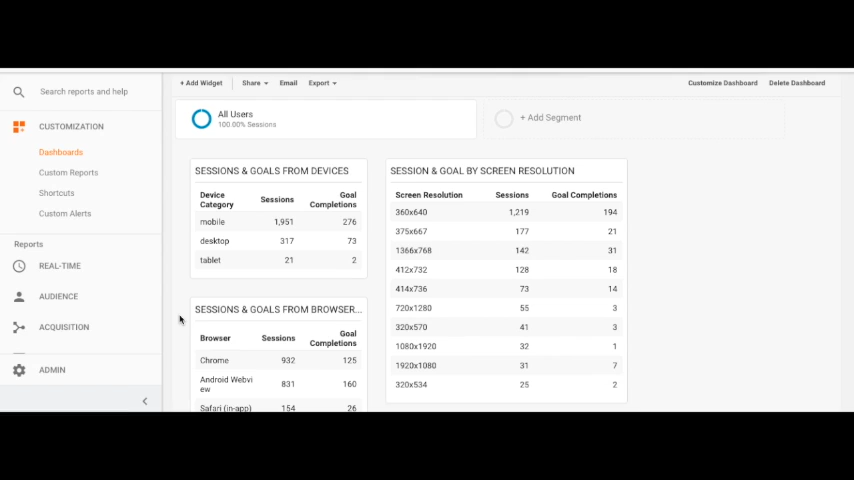 + Add Widget Share Email Export Customize Dashboard Delete Dashboard
Search reports and help
CUSTOMIZATION
Dashboards
Custom Reports
Shortcuts
Custom Alerts
Reports
REAL-TIME
AUDIENCE
ACQUISITION
ADMIN
All Users
100.00% Sessions
+ Add Segment
SESSIONS & GOALS FROM DEVICES
Device Category Sessions Goal Completions
mobile 1,951 276
desktop 317 73
tablet 21 2
SESSIONS & GOALS FROM BROWSER...
Browser Sessions Goal Completions
Chrome 932 125
Android Webvi
ew 831 160
Safari (in-app) 154 26
SESSION & GOAL BY SCREEN RESOLUTION
Screen Resolution Sessions Goal Completions
360x640 1,219 194
375x667 177 21
1366x768 142 31
412x732 128 18
414x736 73 14
720x1280 55 3
320x570 41 3
1080x1920 32 1
1920x1080 31 7
320x534 25 2